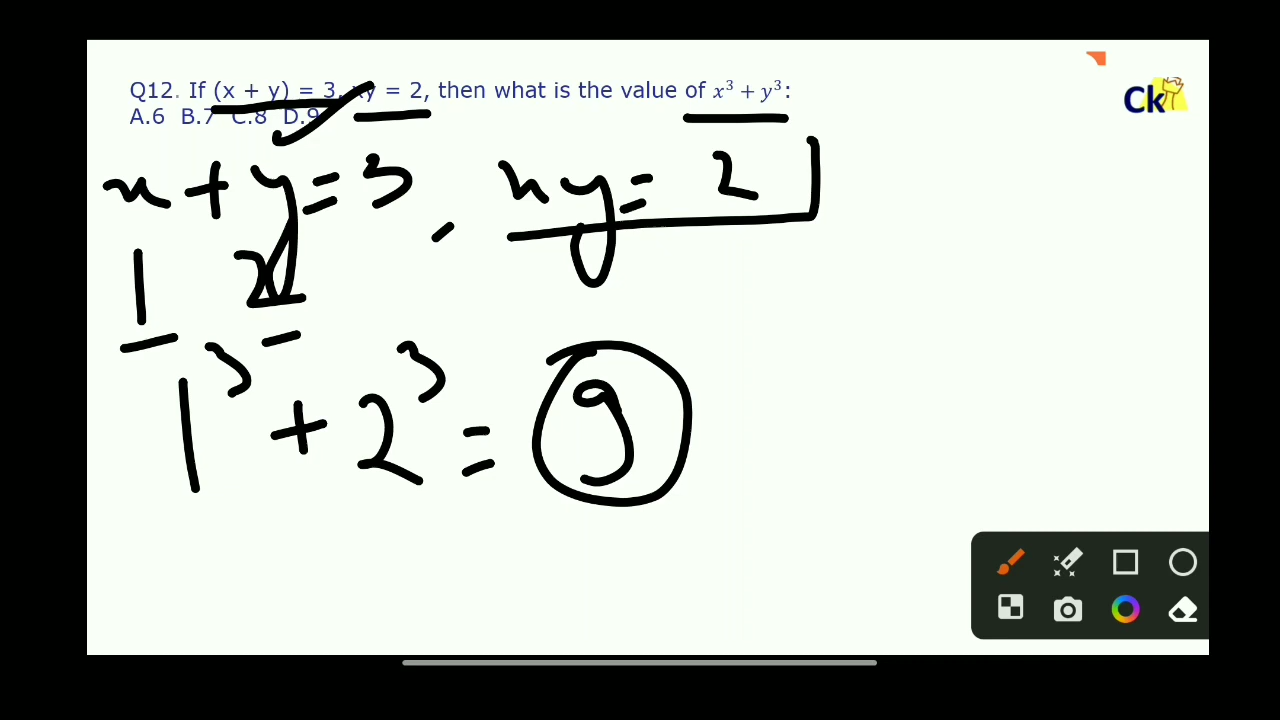 Q12. If (x + y) = 3, xy = 2, then what is the value of x³ + y³:
A.6 B.7 C.8 D.9
Ck
x + y = 3, xy = 2
1 2
1³ + 2³ = 9